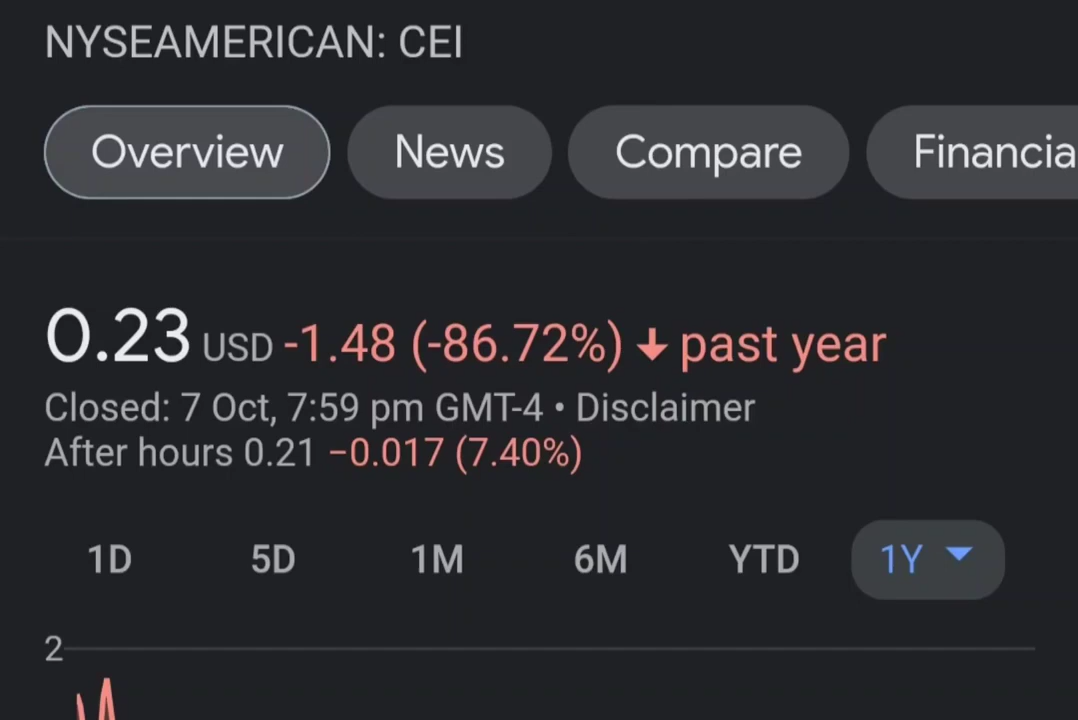 NYSEAMERICAN: CEI
Overview News Compare Financia
0.23 USD -1.48 (-86.72%) ↓ past year
Closed: 7 Oct, 7:59 pm GMT-4 • Disclaimer
After hours 0.21 −0.017 (7.40%)
1D 5D 1M 6M YTD 1Y
2